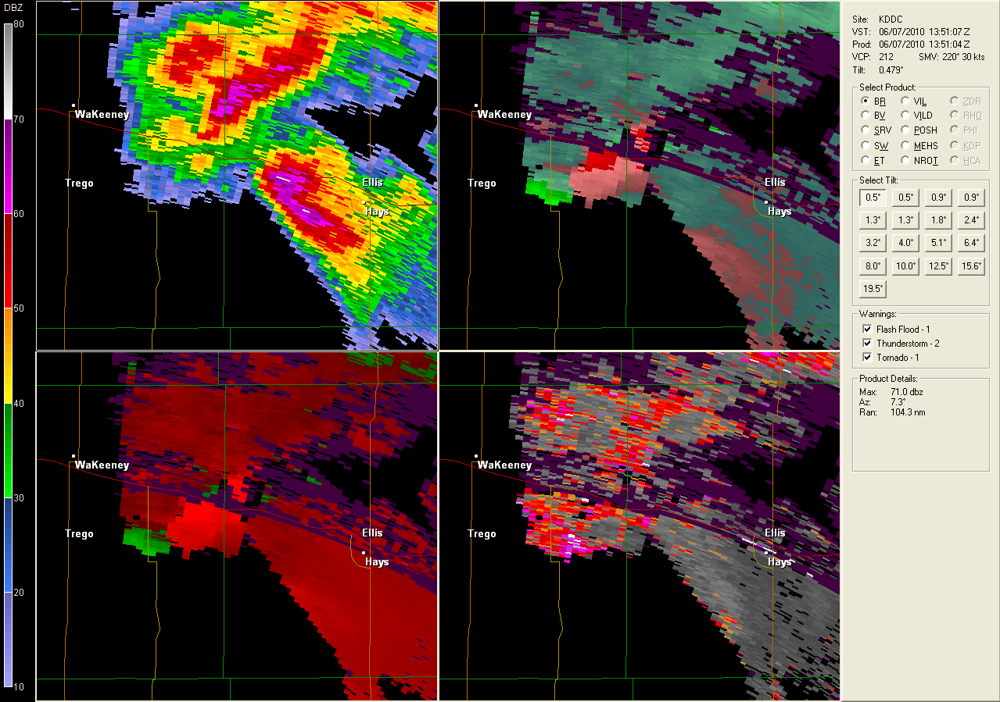 DBZ
80
70
60
50
40
30
20
10
WaKeeney
Trego
Ellis
Hays
WaKeeney
Trego
Ellis
Hays
WaKeeney
Trego
Ellis
Hays
WaKeeney
Trego
Ellis
Hays
Site: KDDC
VST: 06/07/2010 13:51:07 Z
Prod: 06/07/2010 13:51:04 Z
VCP: 212 SMV: 220° 30 kts
Tilt: 0.479°
Select Product:
BR VIL ZDR
BV VILD RHO
SRV POSH PHI
SW MEHS KDP
ET NROT HCA
Select Tilt:
0.5° 0.5° 0.9° 0.9°
1.3° 1.3° 1.8° 2.4°
3.2° 4.0° 5.1° 6.4°
8.0° 10.0° 12.5° 15.6°
19.5°
Warnings:
Flash Flood - 1
Thunderstorm - 2
Tornado - 1
Product Details:
Max: 71.0 dbz
Az: 7.3°
Ran: 104.3 nm